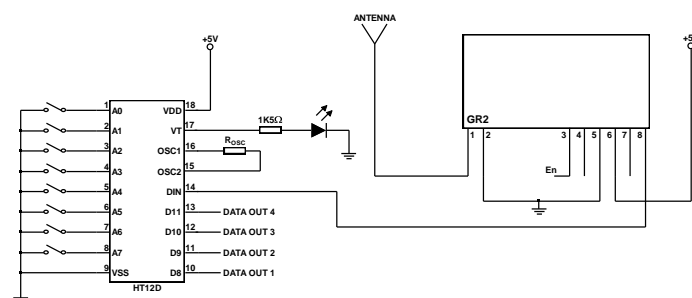 ANTENNA
+5V
+5
1 A0 VDD 18
2 A1 VT 17 1K5Ω
3 A2 OSC1 16 ROSC
4 A3 OSC2 15
5 A4 DIN 14
6 A5 D11 13 DATA OUT 4
7 A6 D10 12 DATA OUT 3
8 A7 D9 11 DATA OUT 2
9 VSS D8 10 DATA OUT 1
HT12D
GR2
1 2 3 4 5 6 7 8
En